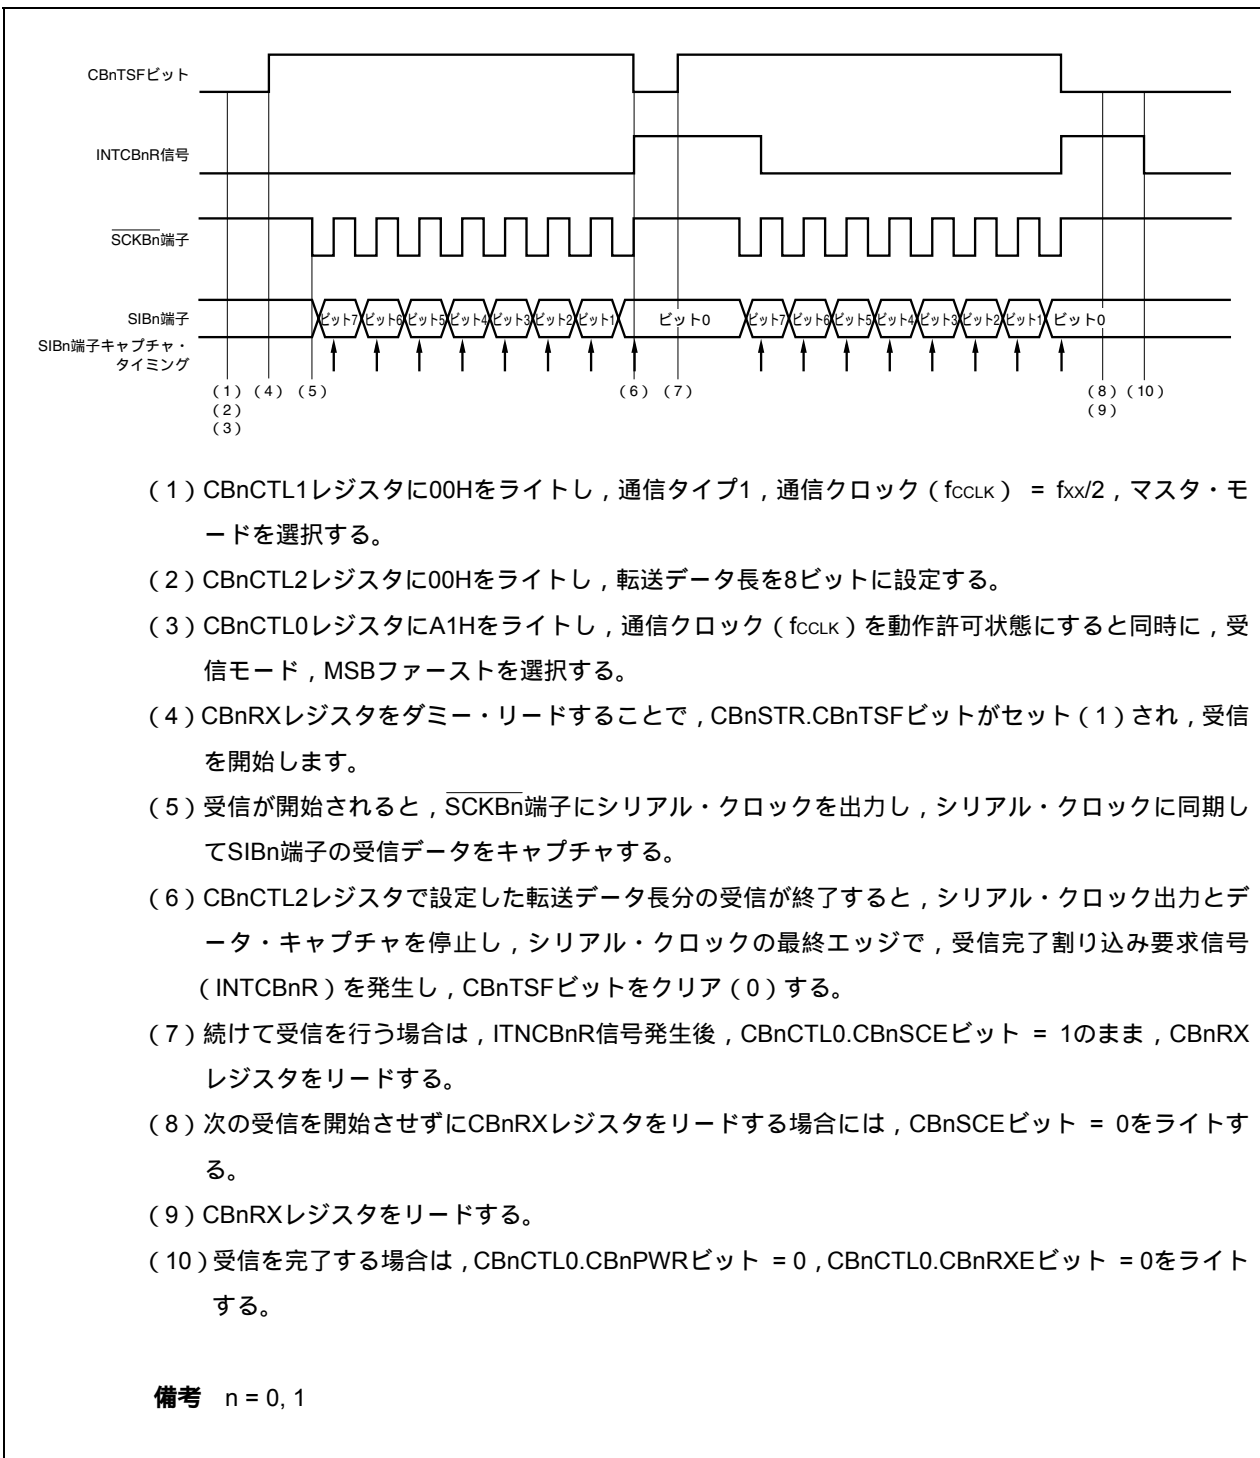 CBnTSFビット
INTCBnR信号
SCKBn端子
SIBn端子
ビット7 ビット6 ビット5 ビット4 ビット3 ビット2 ビット1 ビット0 ビット7 ビット6 ビット5 ビット4 ビット3 ビット2 ビット1 ビット0
SIBn端子キャプチャ・
タイミング
(1) (4) (5) (6) (7) (8) (10)
(2) (9)
(3)
(1)CBnCTL1レジスタに00Hをライトし,通信タイプ1,通信クロック(fCCLK) = fXX/2,マスタ・モ
ードを選択する。
(2)CBnCTL2レジスタに00Hをライトし,転送データ長を8ビットに設定する。
(3)CBnCTL0レジスタにA1Hをライトし,通信クロック(fCCLK)を動作許可状態にすると同時に,受
信モード,MSBファーストを選択する。
(4)CBnRXレジスタをダミー・リードすることで,CBnSTR.CBnTSFビットがセット(1)され,受信
を開始します。
(5)受信が開始されると,SCKBn端子にシリアル・クロックを出力し,シリアル・クロックに同期し
てSIBn端子の受信データをキャプチャする。
(6)CBnCTL2レジスタで設定した転送データ長分の受信が終了すると,シリアル・クロック出力とデ
ータ・キャプチャを停止し,シリアル・クロックの最終エッジで,受信完了割り込み要求信号
(INTCBnR)を発生し,CBnTSFビットをクリア(0)する。
(7)続けて受信を行う場合は,ITNCBnR信号発生後,CBnCTL0.CBnSCEビット = 1のまま,CBnRX
レジスタをリードする。
(8)次の受信を開始させずにCBnRXレジスタをリードする場合には,CBnSCEビット = 0をライトす
る。
(9)CBnRXレジスタをリードする。
(10)受信を完了する場合は,CBnCTL0.CBnPWRビット = 0,CBnCTL0.CBnRXEビット = 0をライト
する。
備考 n = 0, 1